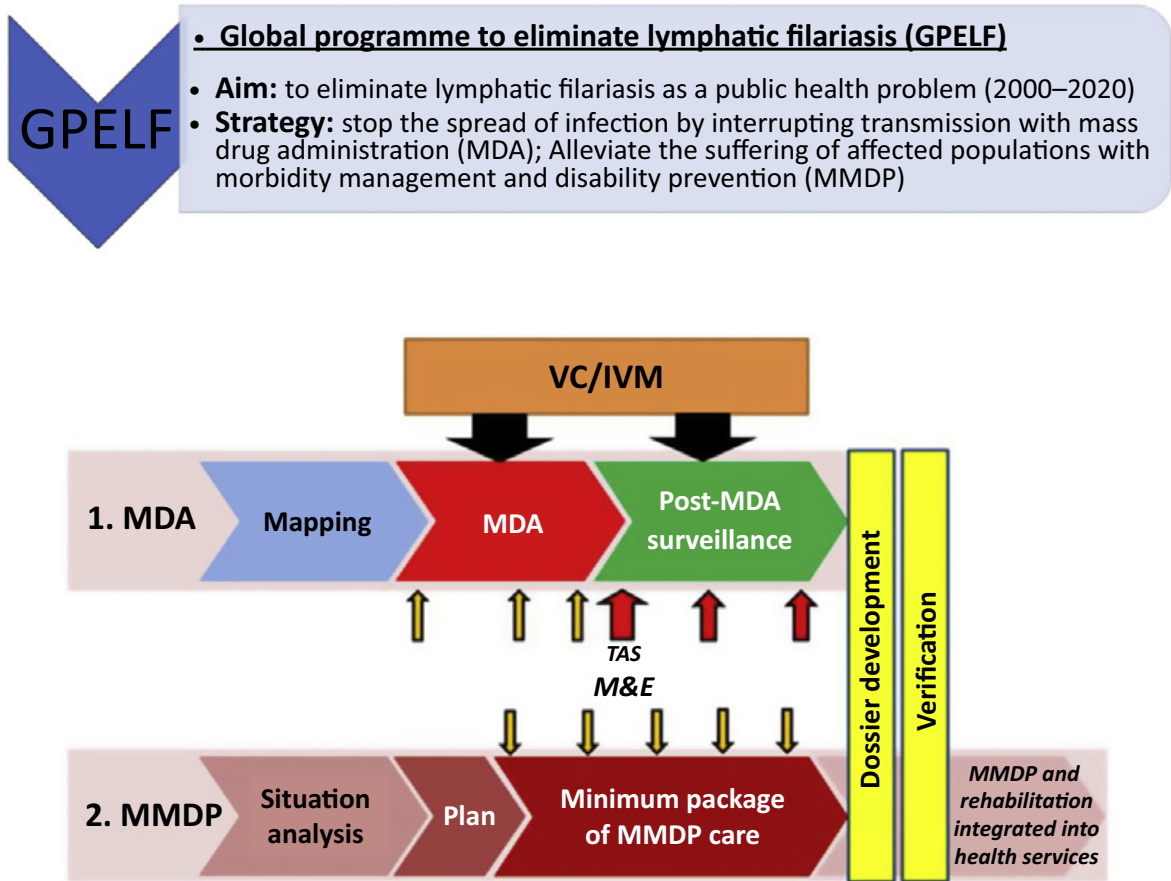 GPELF
• Global programme to eliminate lymphatic filariasis (GPELF)
• Aim: to eliminate lymphatic filariasis as a public health problem (2000–2020)
• Strategy: stop the spread of infection by interrupting transmission with mass
drug administration (MDA); Alleviate the suffering of affected populations with
morbidity management and disability prevention (MMDP)
VC/IVM
1. MDA
Mapping
MDA
Post-MDA
surveillance
TAS
M&E
Dossier development
Verification
2. MMDP
Situation
analysis
Plan
Minimum package
of MMDP care
MMDP and
rehabilitation
integrated into
health services